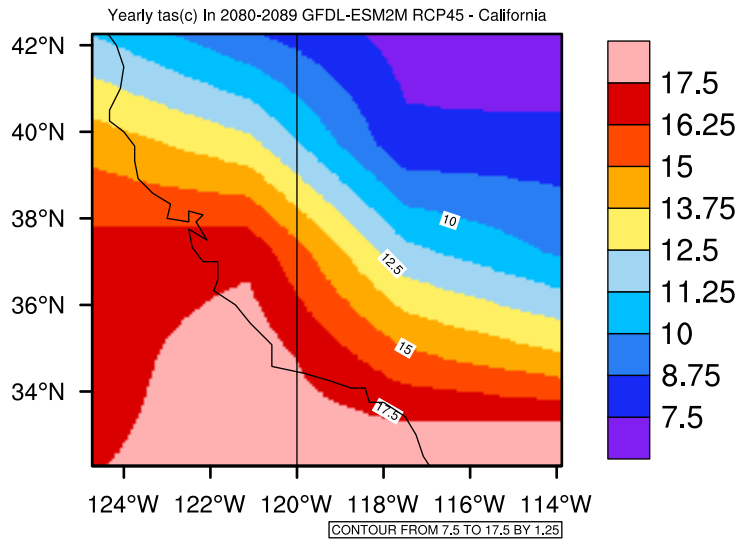 Yearly tas(c) In 2080-2089 GFDL-ESM2M RCP45 - California
42°N
40°N
38°N
36°N
34°N
124°W 122°W 120°W 118°W 116°W 114°W
10
12.5
15
17.5
17.5
16.25
15
13.75
12.5
11.25
10
8.75
7.5
CONTOUR FROM 7.5 TO 17.5 BY 1.25